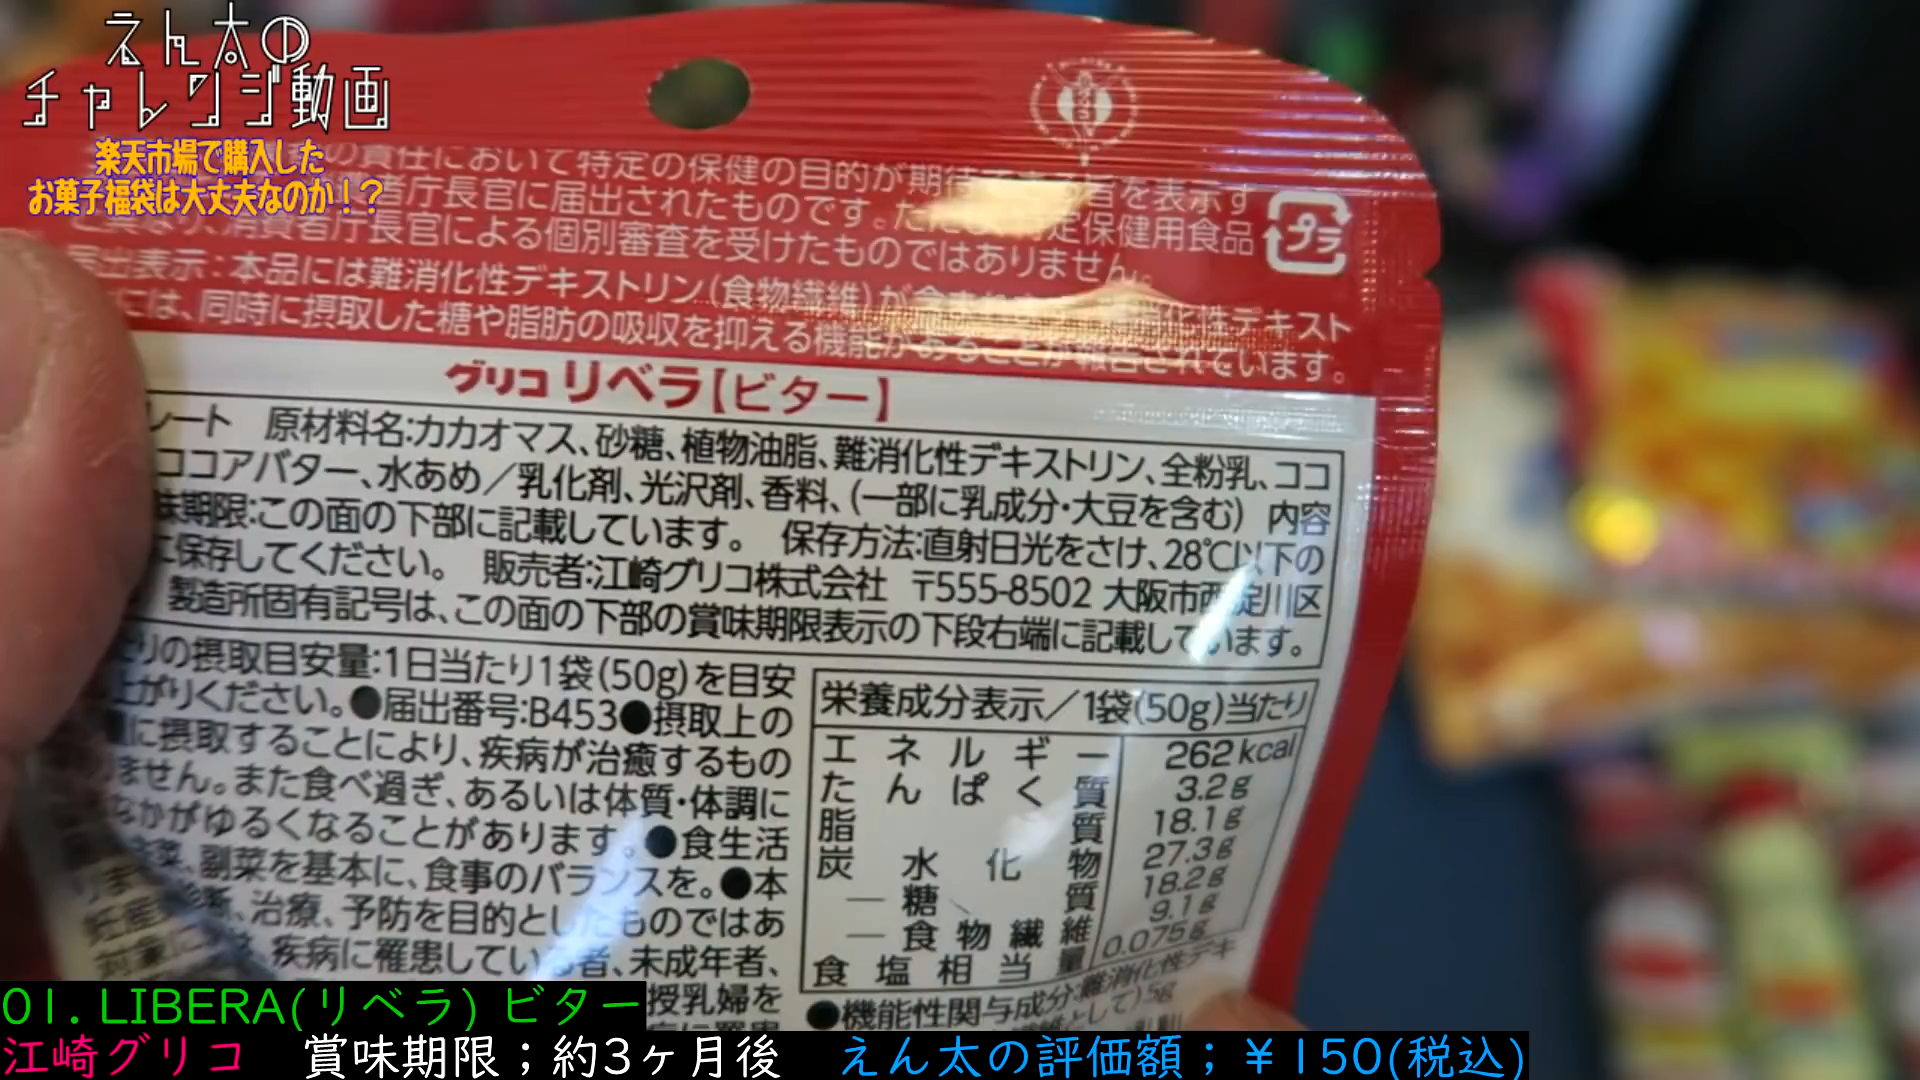 えん太の
チャレンジ動画
楽天市場で購入した
お菓子福袋は大丈夫なのか!?
の責任において特定の保健の目的が期待 を表示す
者庁長官に届出されたものです。ただ 定保健用食品
と異なり、消費者庁長官による個別審査を受けたものではありません。
プラ
届出表示:本品には難消化性デキストリン(食物繊維)が 消化性デキスト
には、同時に摂取した糖や脂肪の吸収を抑える機能があることが報告されています。
グリコ リベラ【ビター】
レート 原材料名:カカオマス、砂糖、植物油脂、難消化性デキストリン、全粉乳、ココ
ココアバター、水あめ/乳化剤、光沢剤、香料、(一部に乳成分・大豆を含む) 内容
味期限:この面の下部に記載しています。 保存方法:直射日光をさけ、28℃以下の
に保存してください。 販売者:江崎グリコ株式会社 〒555-8502 大阪市西淀川区
製造所固有記号は、この面の下部の賞味期限表示の下段右端に記載しています。
たりの摂取目安量:1日当たり1袋(50g)を目安
上がりください。●届出番号:B453●摂取上の
に摂取することにより、疾病が治癒するもの
ません。また食べ過ぎ、あるいは体質・体調に
なかがゆるくなることがあります。●食生活
主菜、副菜を基本に、食事のバランスを。●本
診断、治療、予防を目的としたものではあ
疾病に罹患している者、未成年者、
授乳婦を
栄養成分表示/1袋(50g)当たり
エネルギー 262kcal
たんぱく質 3.2g
脂質 18.1g
炭水化物 27.3g
―糖質 18.2g
―食物繊維 9.1g
食塩相当量 0.075g
●機能性関与成分:難消化性デキ
として)5g
01. LIBERA(リベラ) ビター
江崎グリコ 賞味期限;約3ヶ月後 えん太の評価額;¥150(税込)